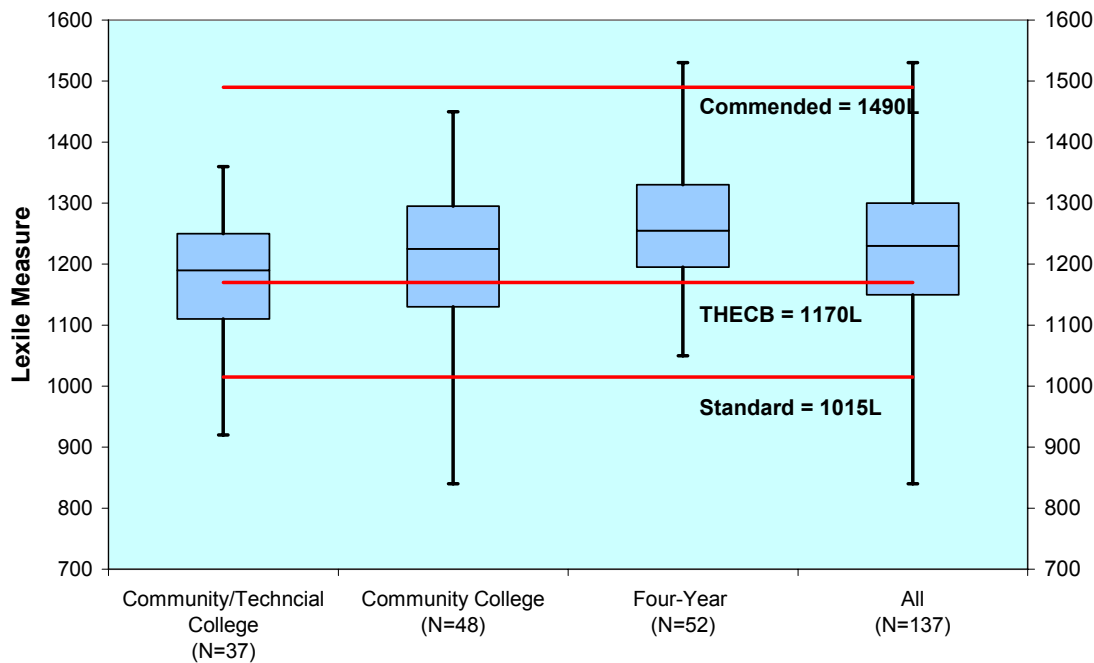 1600
1500
1400
1300
1200
1100
1000
900
800
700
Lexile Measure
1600
1500
1400
1300
1200
1100
1000
900
800
700
Commended = 1490L
THECB = 1170L
Standard = 1015L
Community/Techncial
College
(N=37)
Community College
(N=48)
Four-Year
(N=52)
All
(N=137)